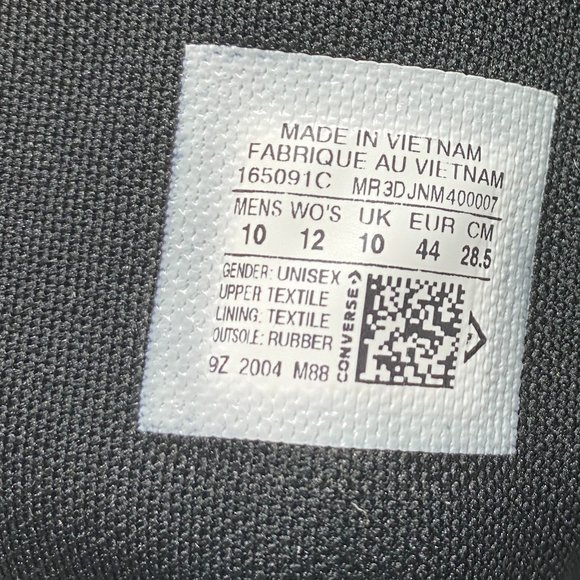 MADE IN VIETNAM
FABRIQUE AU VIETNAM
165091C MR3DJNM400007
MENS WO'S UK EUR CM
10 12 10 44 28.5
GENDER: UNISEX
UPPER TEXTILE
LINING: TEXTILE
OUTSOLE: RUBBER
9Z 2004 M88
CONVERSE